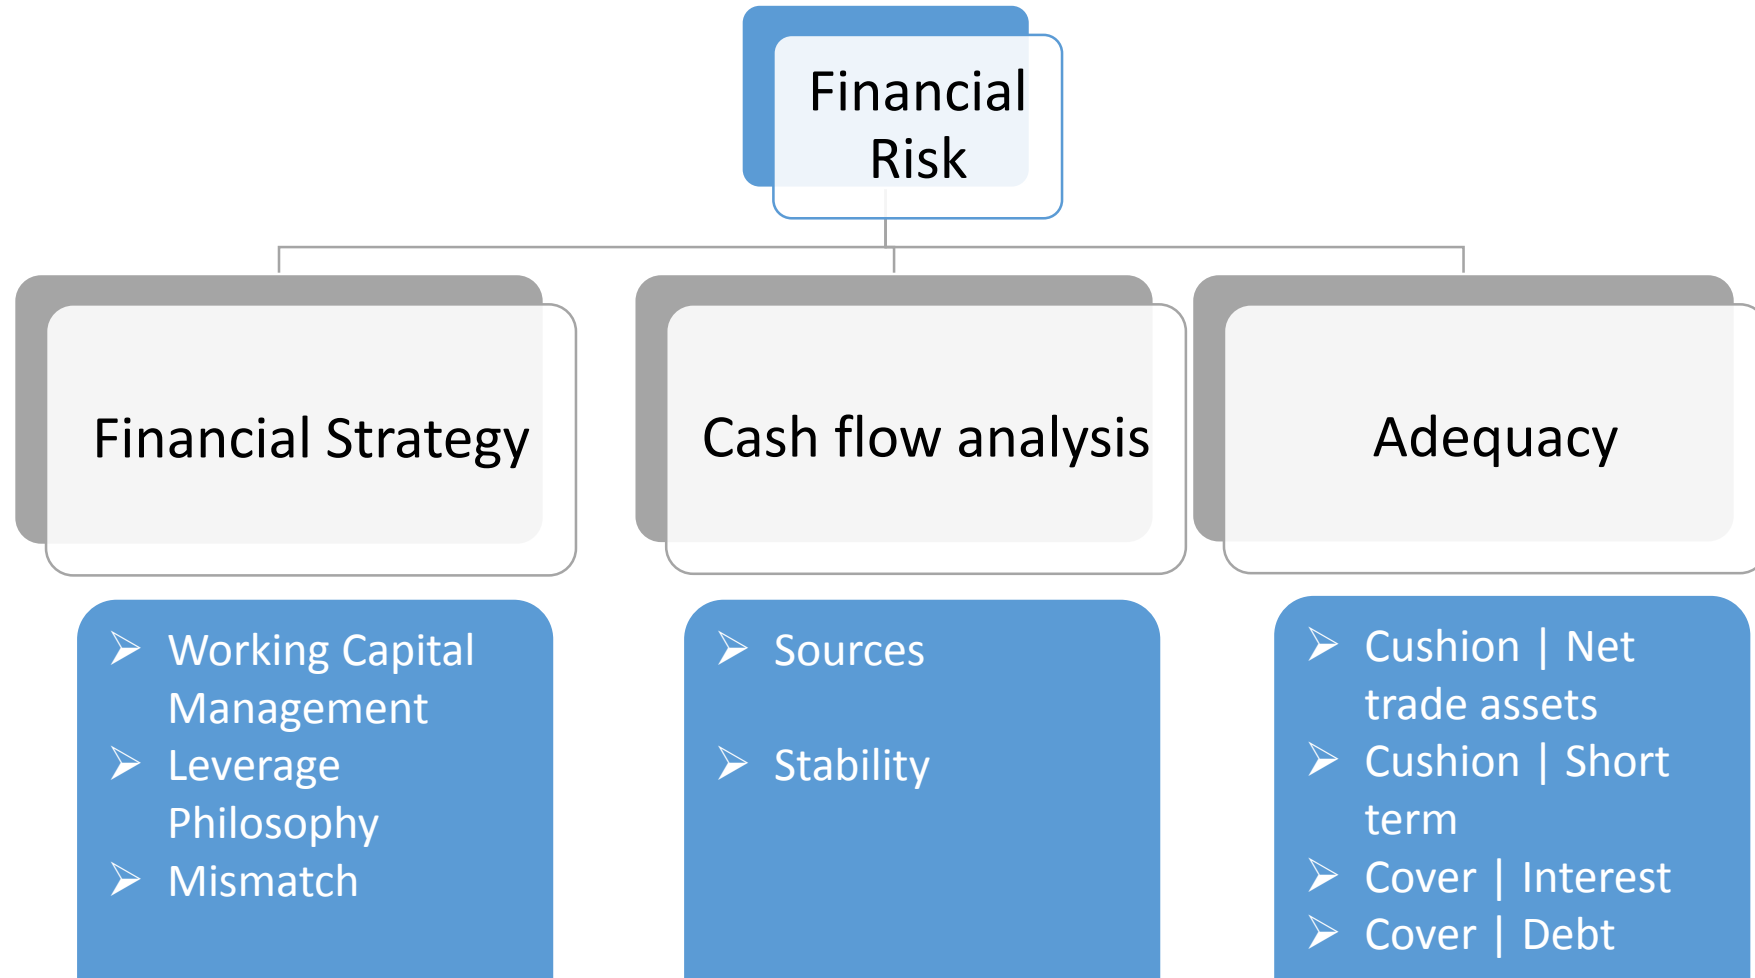 Financial
Risk
Financial Strategy
Cash flow analysis
Adequacy
➢ Working Capital
Management
➢ Leverage
Philosophy
➢ Mismatch
➢ Sources
➢ Stability
➢ Cushion | Net
trade assets
➢ Cushion | Short
term
➢ Cover | Interest
➢ Cover | Debt